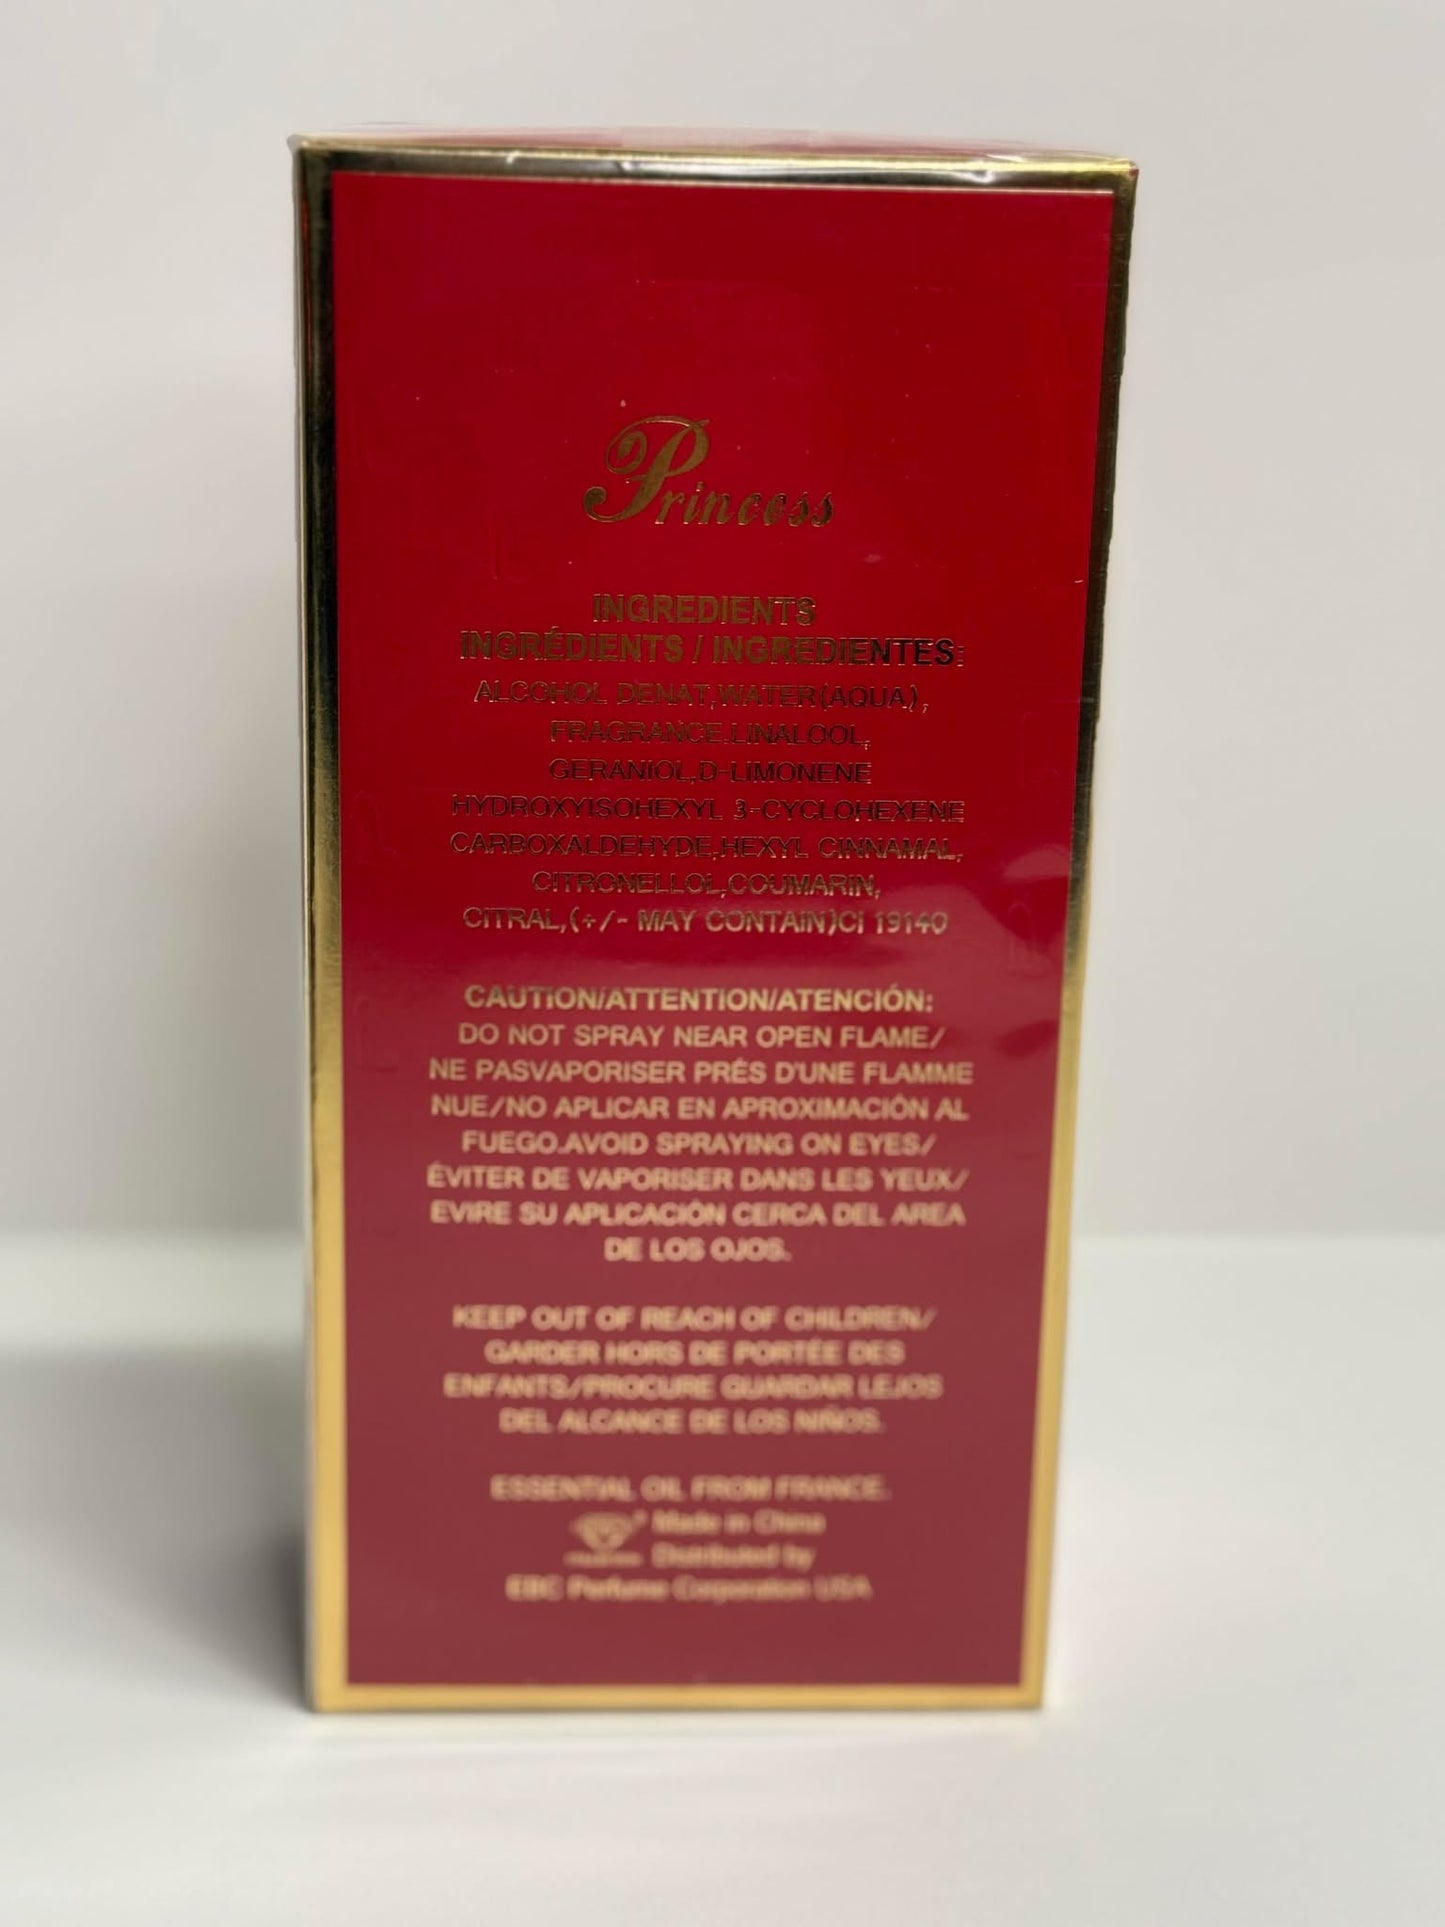 Princess
INGREDIENTS
INGRÉDIENTS / INGREDIENTES:
ALCOHOL DENAT,WATER(AQUA),
FRAGRANCE.LINALOOL,
GERANIOL,D-LIMONENE
HYDROXYISOHEXYL 3-CYCLOHEXENE
CARBOXALDEHYDE,HEXYL CINNAMAL,
CITRONELLOL,COUMARIN,
CITRAL,(+/- MAY CONTAIN)CI 19140
CAUTION/ATTENTION/ATENCIÓN:
DO NOT SPRAY NEAR OPEN FLAME/
NE PASVAPORISER PRÉS D'UNE FLAMME
NUE/NO APLICAR EN APROXIMACIÓN AL
FUEGO.AVOID SPRAYING ON EYES/
ÉVITER DE VAPORISER DANS LES YEUX/
EVIRE SU APLICACIÓN CERCA DEL AREA
DE LOS OJOS.
KEEP OUT OF REACH OF CHILDREN/
GARDER HORS DE PORTÉE DES
ENFANTS/PROCURE GUARDAR LEJOS
DEL ALCANCE DE LOS NIÑOS.
ESSENTIAL OIL FROM FRANCE.
Made in China
Distributed by
EBC Perfume Corporation USA